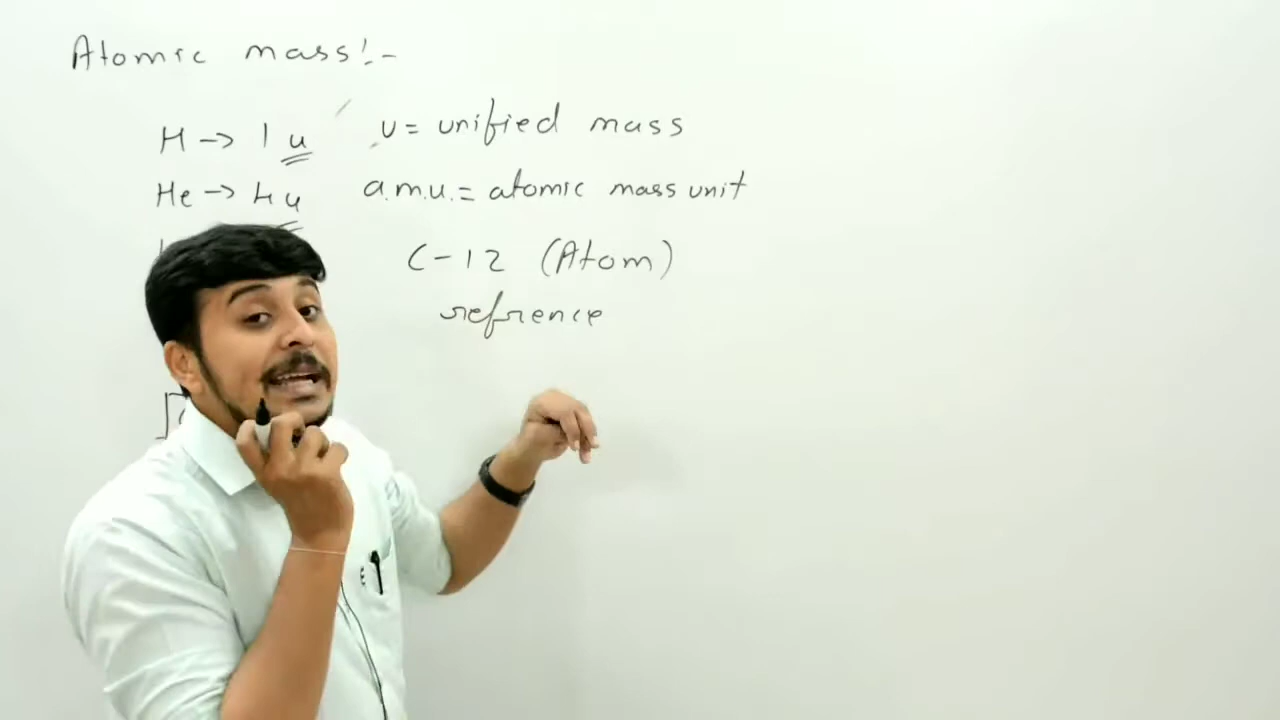 Atomic mass:-
H → 1 u u = unified mass
He → 4 u a.m.u. = atomic mass unit
C-12 (Atom)
refrence